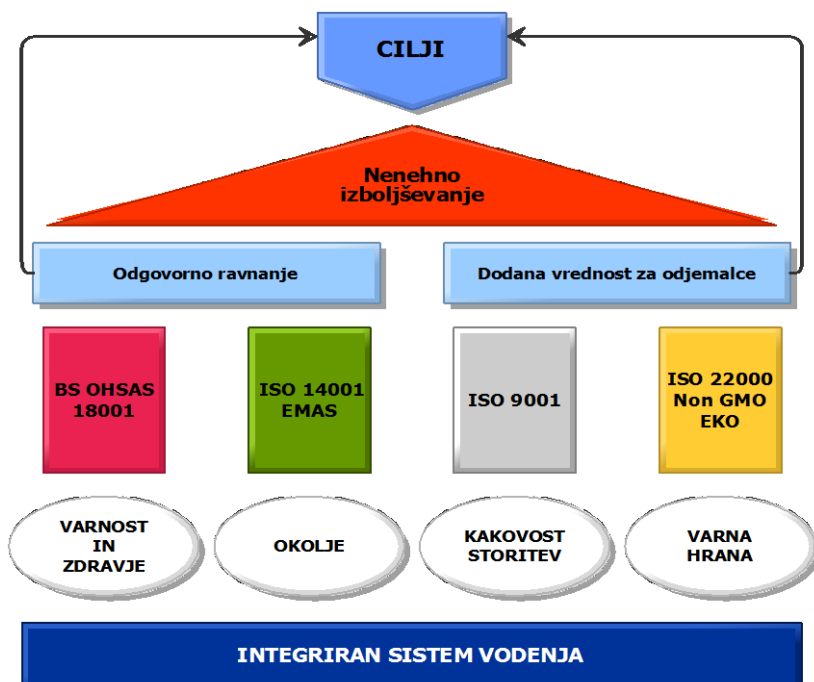 CILJI
Nenehno
izboljševanje
Odgovorno ravnanje
Dodana vrednost za odjemalce
BS OHSAS
18001
ISO 14001
EMAS
ISO 9001
ISO 22000
Non GMO
EKO
VARNOST
IN
ZDRAVJE
OKOLJE
KAKOVOST
STORITEV
VARNA
HRANA
INTEGRIRAN SISTEM VODENJA